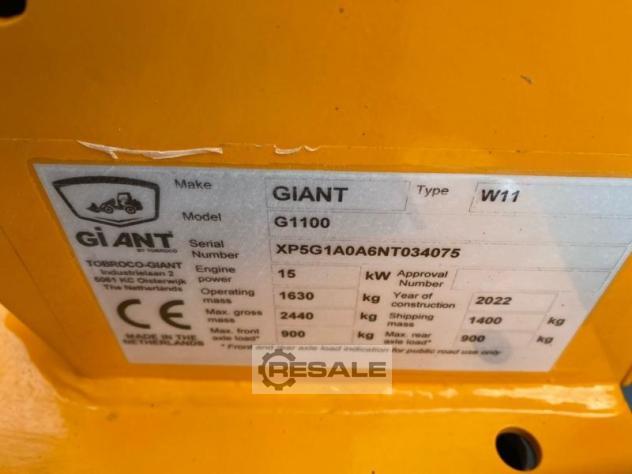 Make GiANT Type W11
Model G1100
GiANT
BY TOBROCO
Serial Number XP5G1A0A6NT034075
TOBROCO-GIANT
Industrielaan 2
5061 KC Oisterwijk
The Netherlands
Engine power 15 kW Approval Number
Operating mass 1630 kg Year of construction 2022
Max. gross mass 2440 kg Shipping mass 1400 kg
CE
MADE IN THE NETHERLANDS
Max. front axle load* 900 kg Max. rear axle load* 900 kg
* Front and rear axle load indication for public road use only
RESALE